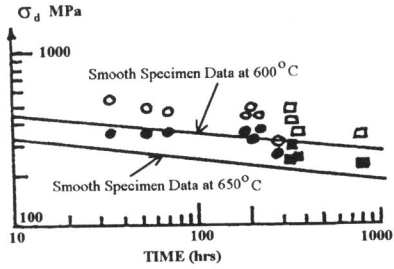 σd MPa
1000
Smooth Specimen Data at 600°C
Smooth Specimen Data at 650°C
100
10 100 1000
TIME (hrs)